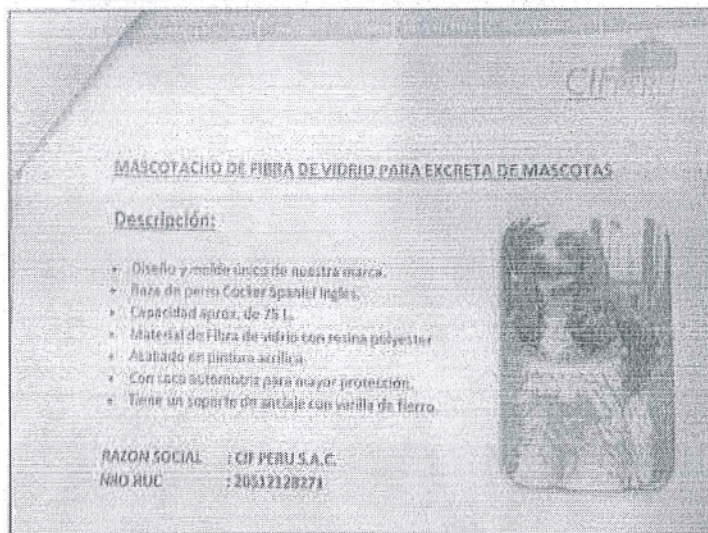 CIF PERU
MASCOTACHO DE FIBRA DE VIDRIO PARA EXCRETA DE MASCOTAS
Descripción:
• Diseño y molde único de nuestra marca.
• Raza de perro Cocker Spaniel Ingles.
• Capacidad aprox. de 75 L.
• Material de Fibra de vidrio con resina polyester
• Acabado en pintura acrílica
• Con laca automotriz para mayor protección.
• Tiene un soporte de anclaje con varilla de fierro.
RAZON SOCIAL : CIF PERU S.A.C.
NRO RUC : 20512128271